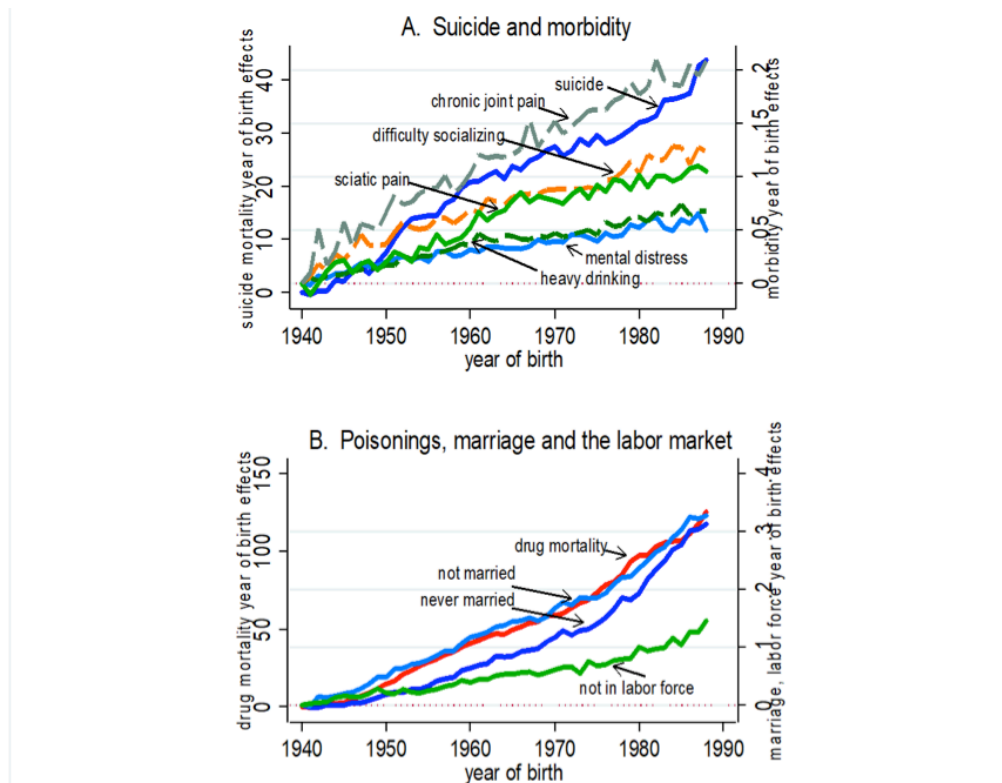 A. Suicide and morbidity
suicide mortality year of birth effects
40
30
20
10
0
suicide
chronic joint pain
difficulty socializing
sciatic pain
mental distress
heavy drinking
2
.15
.1
.05
0
morbidity year of birth effects
1940 1950 1960 1970 1980 1990
year of birth
B. Poisonings, marriage and the labor market
drug mortality year of birth effects
150
100
50
0
drug mortality
not married
never married
not in labor force
.4
.3
.2
.1
0
marriage, labor force year of birth effects
1940 1950 1960 1970 1980 1990
year of birth